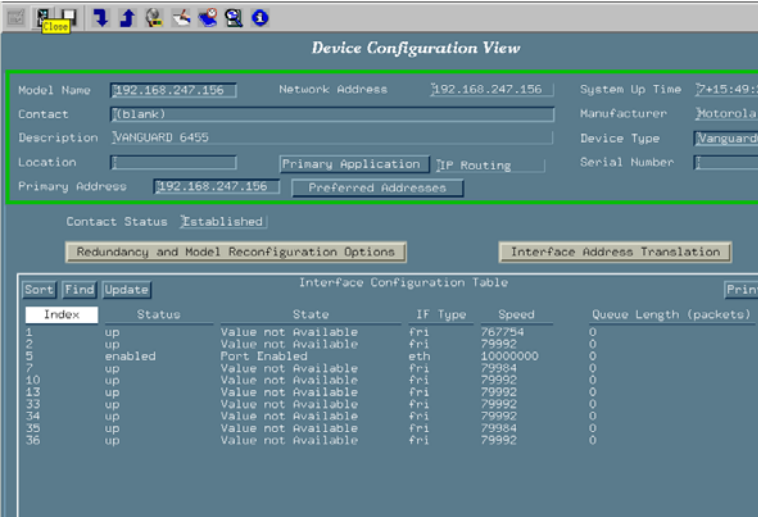 Close
Device Configuration View
Model Name 192.168.247.156 Network Address 192.168.247.156 System Up Time 7+15:49:
Contact (blank) Manufacturer Motorola
Description VANGUARD 6455 Device Type Vanguard
Location Primary Application IP Routing Serial Number
Primary Address 192.168.247.156 Preferred Addresses
Contact Status Established
Redundancy and Model Reconfiguration Options Interface Address Translation
Interface Configuration Table
Sort Find Update Print
Index Status State IF Type Speed Queue Length (packets)
1 up Value not Available fri 767754 0
2 up Value not Available fri 79992 0
5 enabled Port Enabled eth 10000000 0
7 up Value not Available fri 79984 0
10 up Value not Available fri 79992 0
13 up Value not Available fri 79992 0
33 up Value not Available fri 79992 0
34 up Value not Available fri 79992 0
35 up Value not Available fri 79984 0
36 up Value not Available fri 79992 0